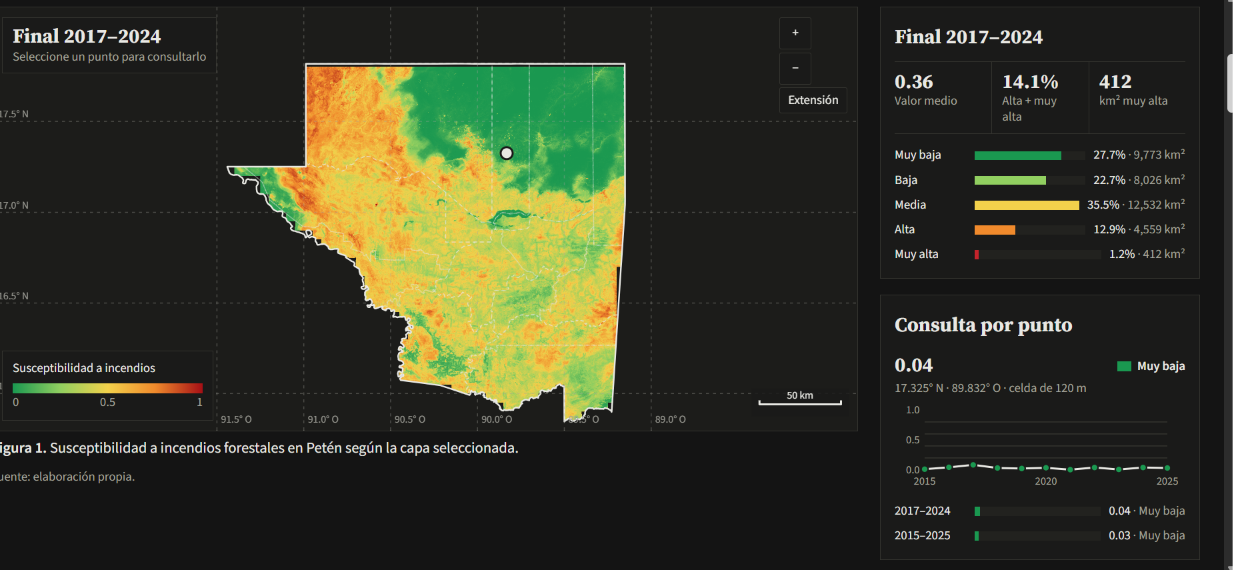 Final 2017–2024
Seleccione un punto para consultarlo
+
−
Extensión
17.5° N
17.0° N
16.5° N
Susceptibilidad a incendios
0 0.5 1
50 km
91.5° O 91.0° O 90.5° O 90.0° O 89.0° O
igura 1. Susceptibilidad a incendios forestales en Petén según la capa seleccionada.
uente: elaboración propia.
Final 2017–2024
0.36 14.1% 412
Valor medio Alta + muy km² muy alta
alta
Muy baja 27.7% · 9,773 km²
Baja 22.7% · 8,026 km²
Media 35.5% · 12,532 km²
Alta 12.9% · 4,559 km²
Muy alta 1.2% · 412 km²
Consulta por punto
0.04 Muy baja
17.325° N · 89.832° O · celda de 120 m
1.0
0.5
0.0
2015 2020 2025
2017–2024 0.04 · Muy baja
2015–2025 0.03 · Muy baja